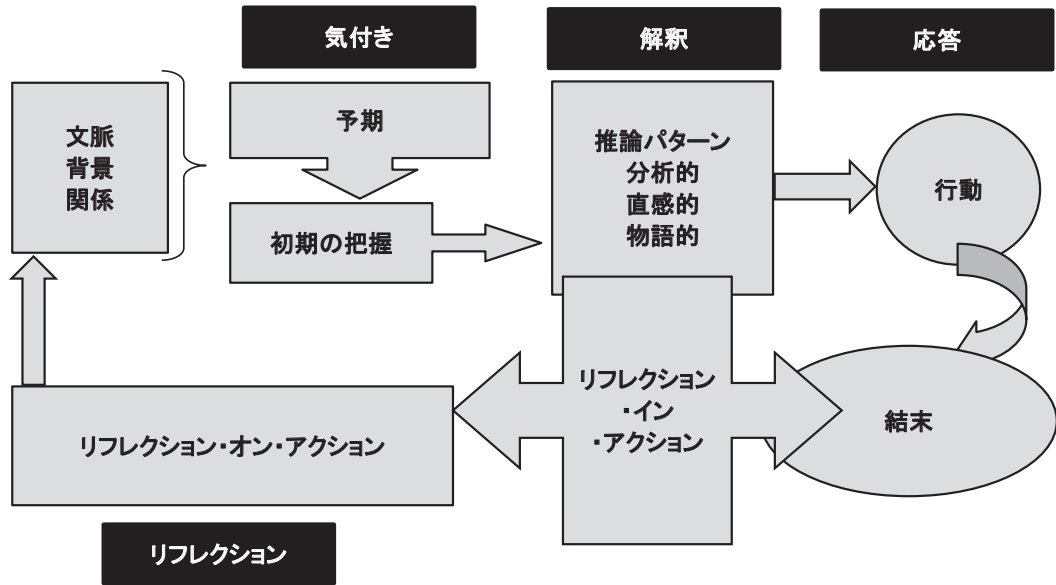 気付き
解釈
応答
文脈
背景
関係
予期
初期の把握
推論パターン
分析的
直感的
物語的
行動
リフレクション・オン・アクション
リフレクション
・イン
・アクション
結末
リフレクション